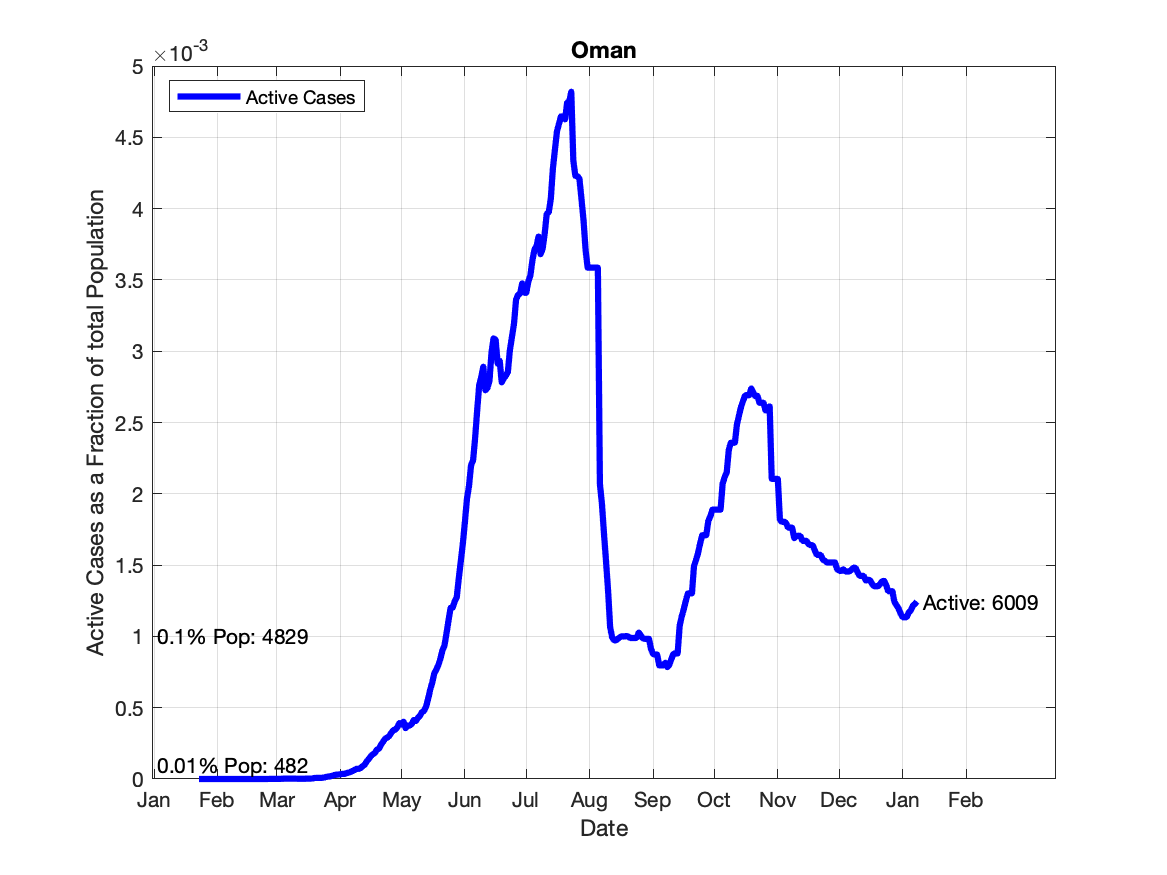 Oman
×10-3
Active Cases
5
4.5
4
3.5
3
2.5
2
1.5
1
0.5
0
Active Cases as a Fraction of total Population
0.1% Pop: 4829
0.01% Pop: 482
Active: 6009
Jan Feb Mar Apr May Jun Jul Aug Sep Oct Nov Dec Jan Feb
Date